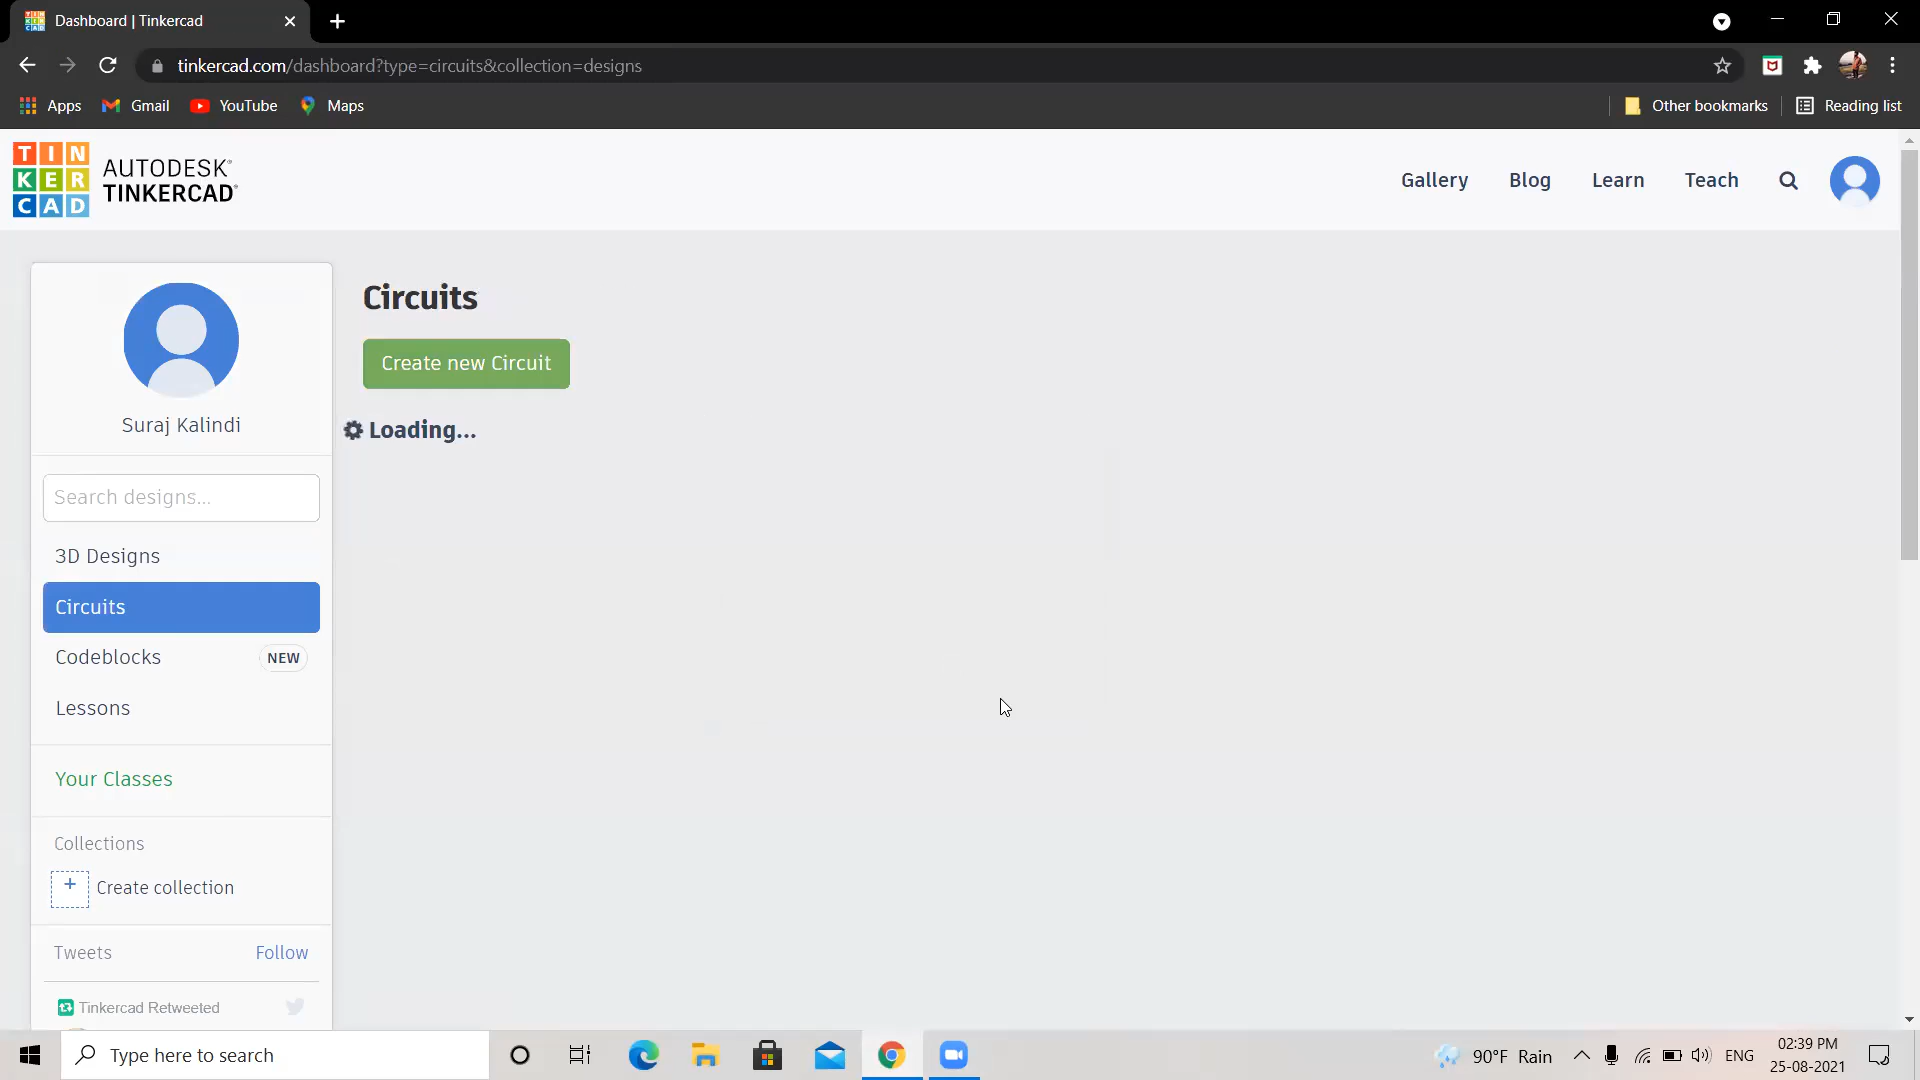 Dashboard | Tinkercad
tinkercad.com/dashboard?type=circuits&collection=designs
Apps Gmail YouTube Maps Other bookmarks Reading list
TIN
KER
CAD
AUTODESK®
TINKERCAD®
Gallery Blog Learn Teach
Suraj Kalindi
Search designs...
3D Designs
Circuits
Codeblocks NEW
Lessons
Your Classes
Collections
+ Create collection
Tweets Follow
Tinkercad Retweeted
Circuits
Create new Circuit
Loading...
Type here to search
90°F Rain
ENG
02:39 PM
25-08-2021